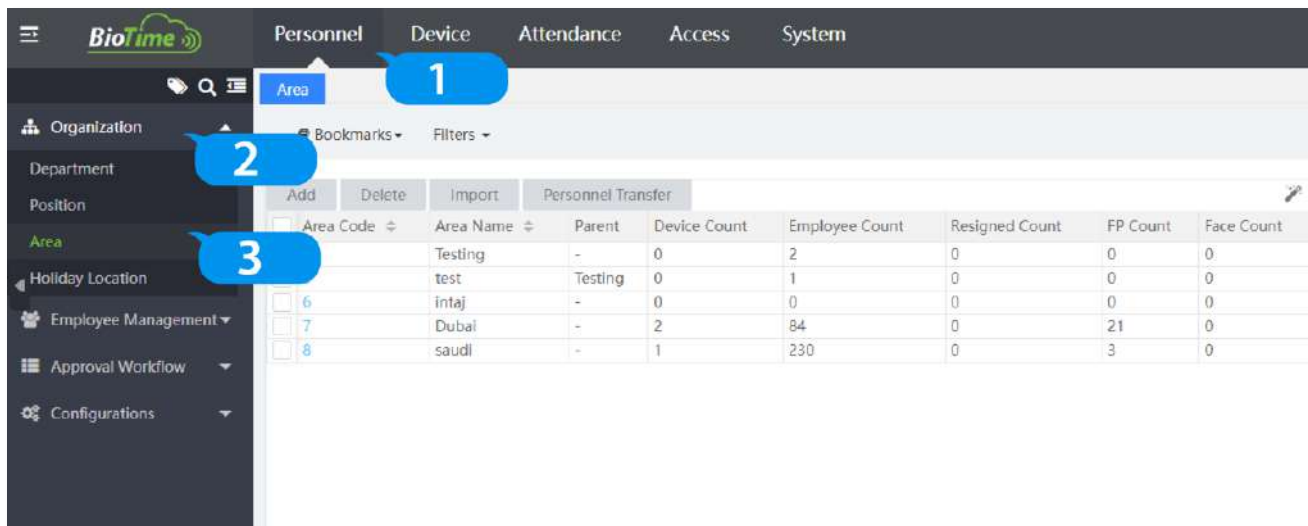 BioTime Personnel Device Attendance Access System
1
Area
Organization
Bookmarks Filters
2
Department
Add Delete Import Personnel Transfer
Position
Area Code Area Name Parent Device Count Employee Count Resigned Count FP Count Face Count
Area
3
Testing - 0 2 0 0 0
Holiday Location
test Testing 0 1 0 0 0
6 intaj - 0 0 0 0 0
Employee Management
7 Dubai - 2 84 0 21 0
8 saudi - 1 230 0 3 0
Approval Workflow
Configurations